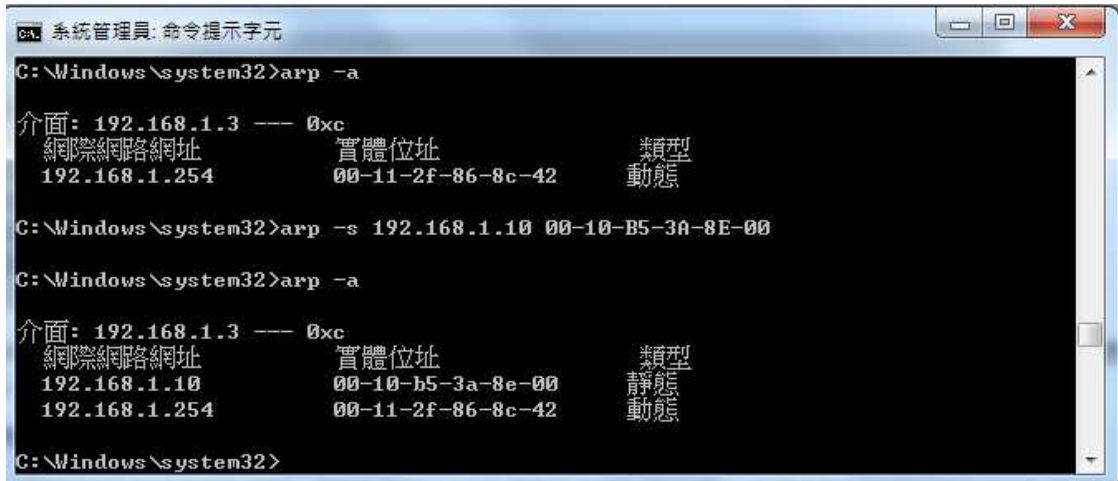 系統管理員: 命令提示字元
C:\Windows\system32>arp -a
介面: 192.168.1.3 --- 0xc
網際網路網址 實體位址 類型
192.168.1.254 00-11-2f-86-8c-42 動態
C:\Windows\system32>arp -s 192.168.1.10 00-10-B5-3A-8E-00
C:\Windows\system32>arp -a
介面: 192.168.1.3 --- 0xc
網際網路網址 實體位址 類型
192.168.1.10 00-10-b5-3a-8e-00 靜態
192.168.1.254 00-11-2f-86-8c-42 動態
C:\Windows\system32>